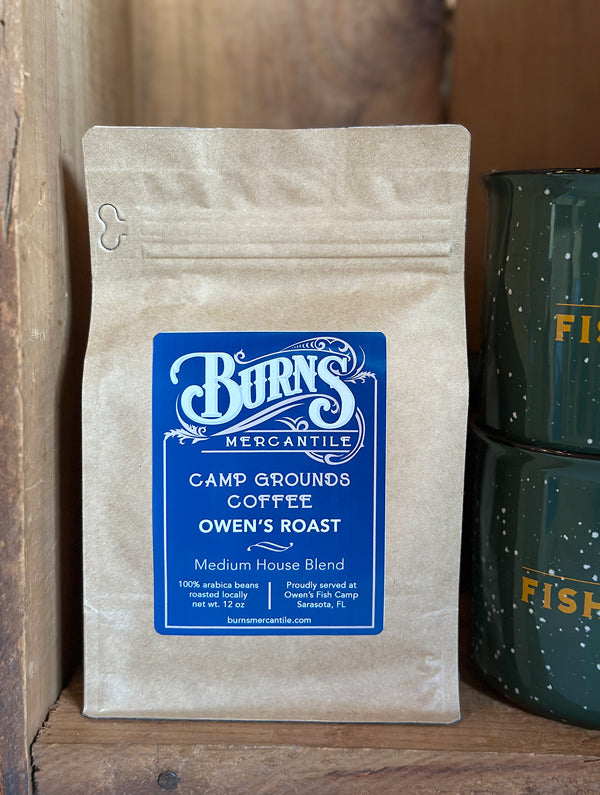 BURNS
MERCANTILE
CAMP GROUNDS
COFFEE
OWEN'S ROAST
Medium House Blend
100% arabica beans
roasted locally
net wt. 12 oz
Proudly served at
Owen's Fish Camp
Sarasota, FL
burnsmercantile.com
FIS
FISH